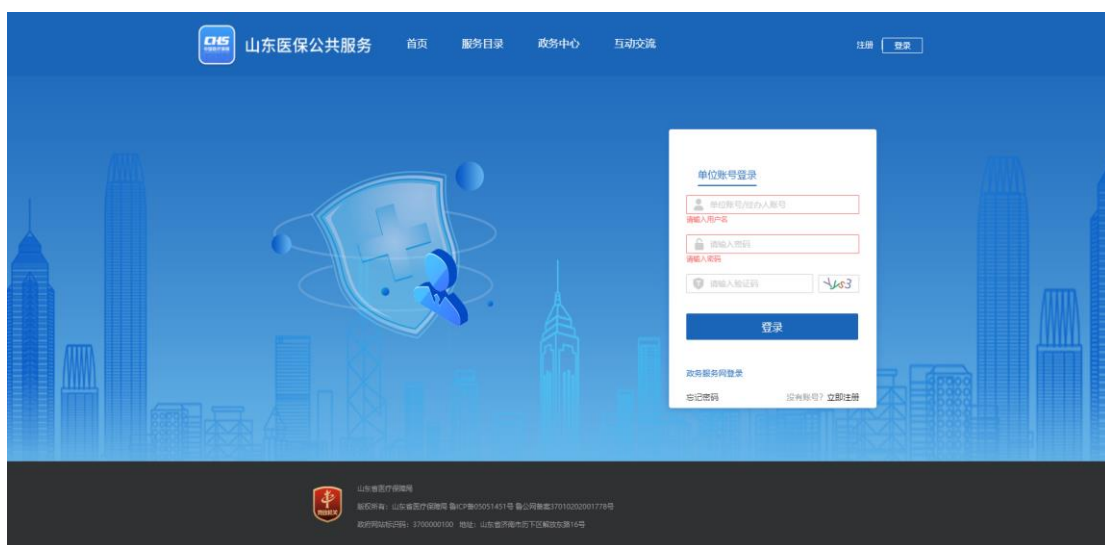 CHS
山东医保公共服务
首页
服务目录
政务中心
互动交流
注册
登录
单位账号登录
单位账号/经办人账号
请输入用户名
请输入密码
请输入密码
请输入验证码
登录
政务服务网登录
忘记密码
没有账号？立即注册
山东省医疗保障局
版权所有：山东省医疗保障局 鲁ICP备05051451号 鲁公网备案37010202001778号
政府网站标识码：3700000100 地址：山东省济南市历下区解放东路16号